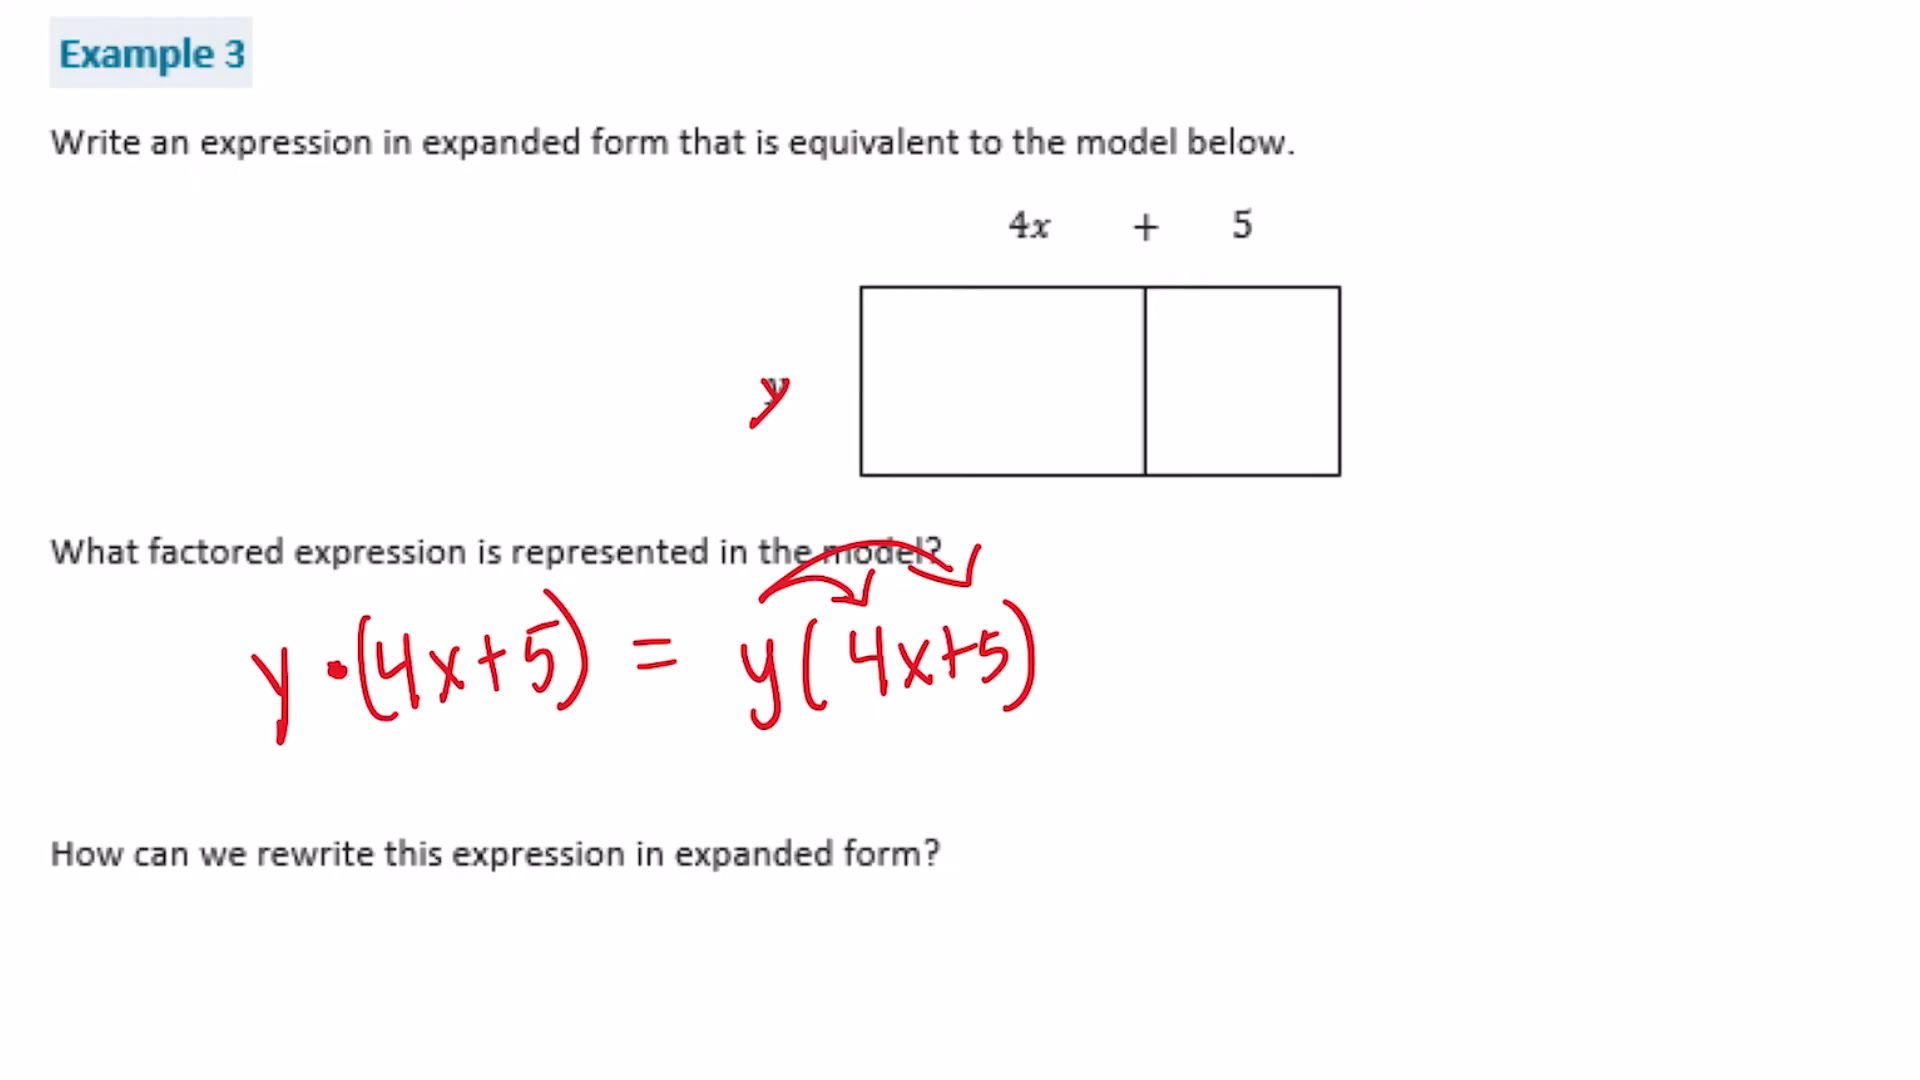 Example 3
Write an expression in expanded form that is equivalent to the model below.
4x + 5
y
What factored expression is represented in the model?
y · (4x+5) = y(4x+5)
How can we rewrite this expression in expanded form?